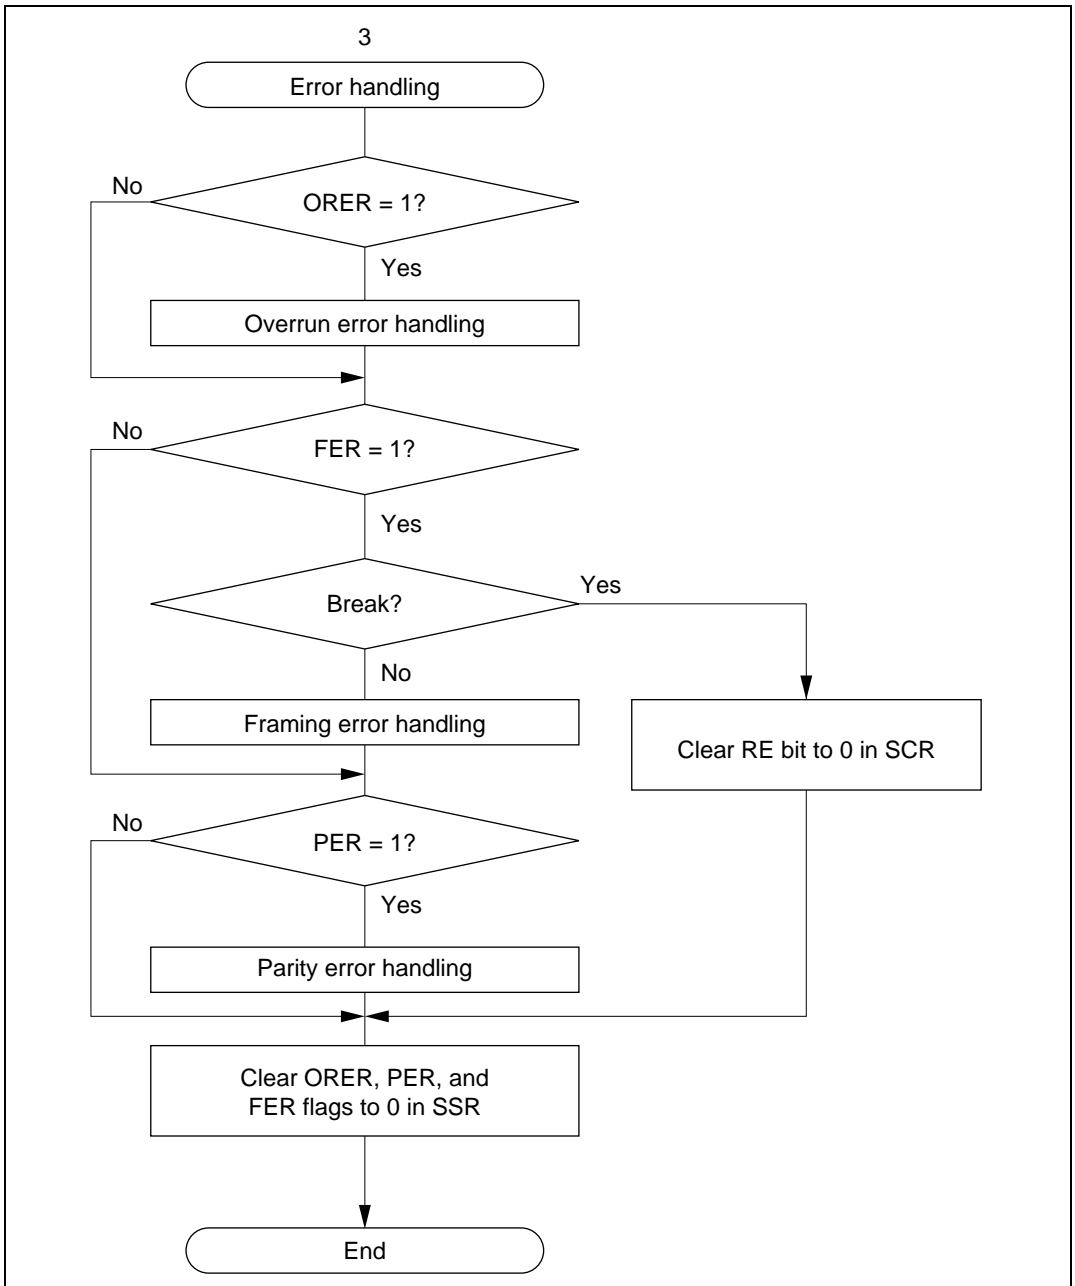 3
Error handling
No
ORER = 1?
Yes
Overrun error handling
No
FER = 1?
Yes
Break?
Yes
No
Framing error handling
Clear RE bit to 0 in SCR
No
PER = 1?
Yes
Parity error handling
Clear ORER, PER, and
FER flags to 0 in SSR
End